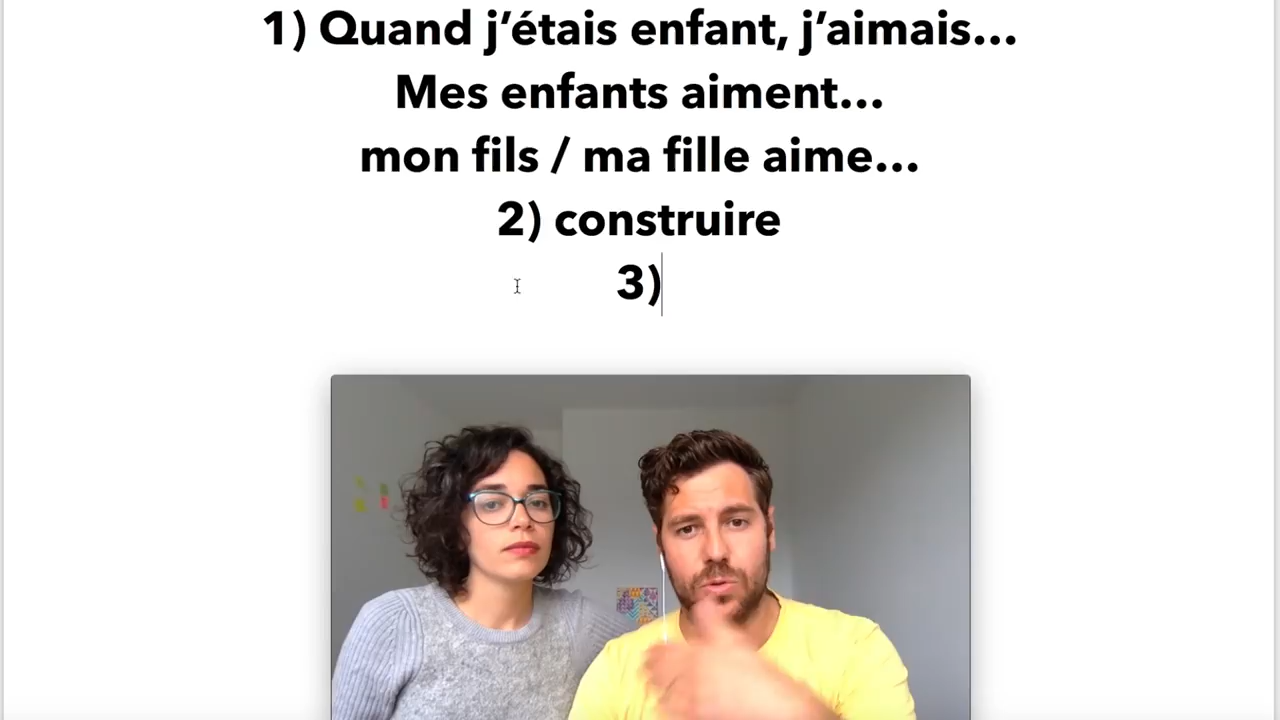 1) Quand j’étais enfant, j’aimais…
Mes enfants aiment…
mon fils / ma fille aime…
2) construire
3)